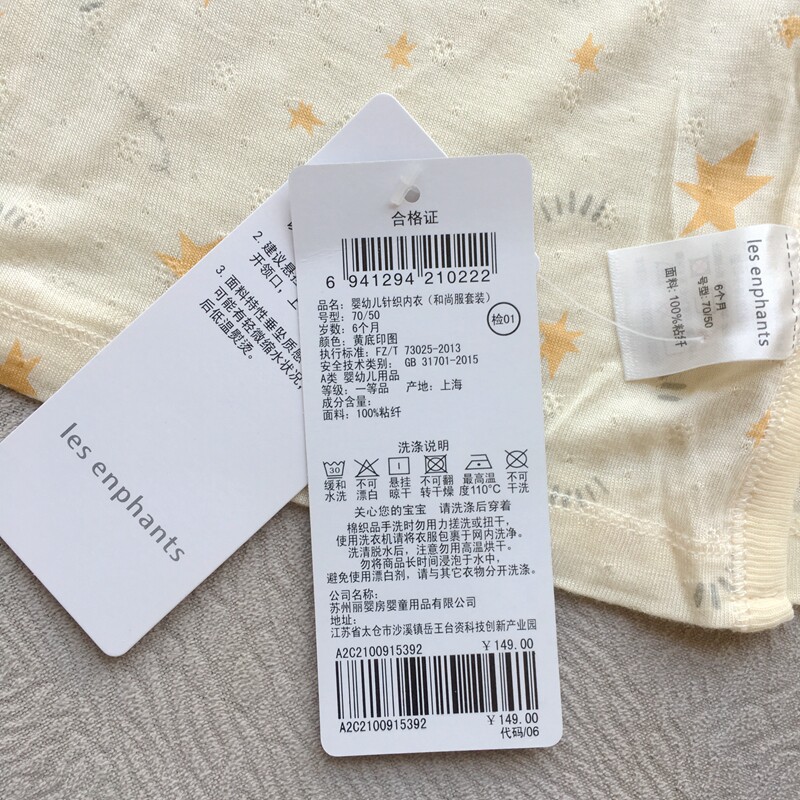 合格证
6 941294 210222
品名: 婴幼儿针织内衣(和尚服套装)
号型: 70/50
岁数: 6个月
颜色: 黄底印图
检01
执行标准: FZ/T 73025-2013
安全技术类别: GB 31701-2015
A类 婴幼儿用品
等级: 一等品 产地: 上海
成分含量:
面料: 100%粘纤
洗涤说明
30
缓和水洗
不可漂白
悬挂晾干
不可翻转干燥
最高温度110℃
不可干洗
关心您的宝宝 请洗涤后穿着
棉织品手洗时勿用力搓洗或扭干,
使用洗衣机请将衣服包裹于网内洗净。
洗清脱水后,注意勿用高温烘干。
勿将商品长时间浸泡于水中,
避免使用漂白剂,请与其它衣物分开洗涤。
公司名称:
苏州丽婴房婴童用品有限公司
地址:
江苏省太仓市沙溪镇岳王台资科技创新产业园
A2C2100915392 ¥149.00
A2C2100915392 ¥149.00
代码/06
2. 建议悬挂
开领口,上
3. 面料特性垂坠质感
可能有轻微缩水状况,
后低温熨烫。
les enphants
les enphants
6个月
号型: 70/50
面料: 100%粘纤